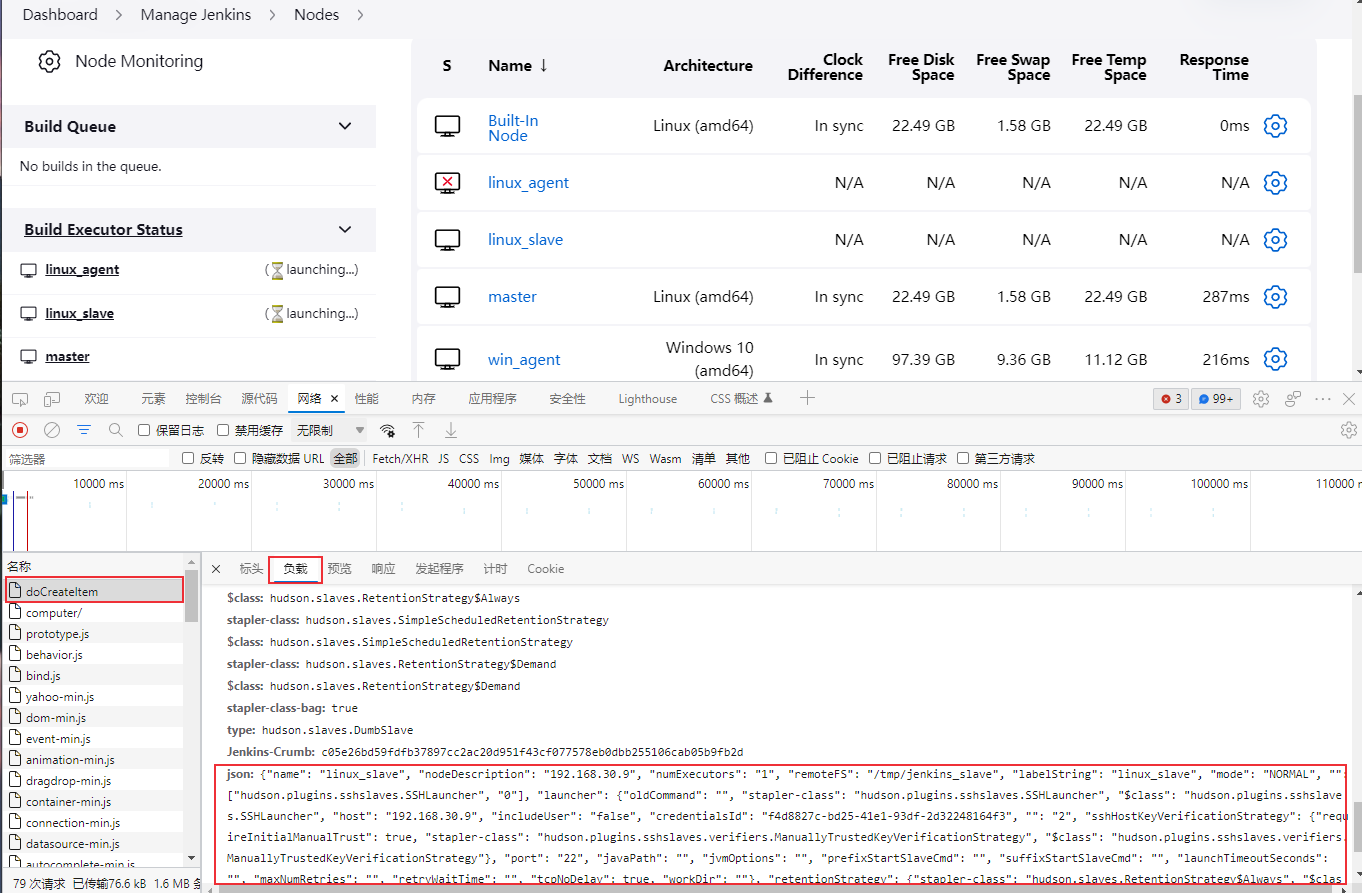 Dashboard > Manage Jenkins > Nodes >
Node Monitoring
Build Queue
No builds in the queue.
Build Executor Status
linux_agent (⏳launching...)
linux_slave (⏳launching...)
master
S Name ↓ Architecture Clock Difference Free Disk Space Free Swap Space Free Temp Space Response Time
Built-In Node Linux (amd64) In sync 22.49 GB 1.58 GB 22.49 GB 0ms
linux_agent N/A N/A N/A N/A N/A
linux_slave N/A N/A N/A N/A N/A
master Linux (amd64) In sync 22.49 GB 1.58 GB 22.49 GB 287ms
win_agent Windows 10 (amd64) In sync 97.39 GB 9.36 GB 11.12 GB 216ms
欢迎 元素 控制台 源代码 网络 × 性能 内存 应用程序 安全性 Lighthouse CSS 概述 3 99+
保留日志 禁用缓存 无限制
筛选器 反转 隐藏数据 URL 全部 Fetch/XHR JS CSS Img 媒体 字体 文档 WS Wasm 清单 其他 已阻止 Cookie 已阻止请求 第三方请求
10000 ms 20000 ms 30000 ms 40000 ms 50000 ms 60000 ms 70000 ms 80000 ms 90000 ms 100000 ms 110000 r
名称
doCreateItem
computer/
prototype.js
behavior.js
bind.js
yahoo-min.js
dom-min.js
event-min.js
animation-min.js
dragdrop-min.js
container-min.js
connection-min.js
datasource-min.js
autocomplete-min.js
79 次请求 已传输76.6 kB 1.6 MB 条
× 标头 负载 预览 响应 发起程序 计时 Cookie
$class: hudson.slaves.RetentionStrategy$Always
stapler-class: hudson.slaves.SimpleScheduledRetentionStrategy
$class: hudson.slaves.SimpleScheduledRetentionStrategy
stapler-class: hudson.slaves.RetentionStrategy$Demand
$class: hudson.slaves.RetentionStrategy$Demand
stapler-class-bag: true
type: hudson.slaves.DumbSlave
Jenkins-Crumb: c05e26bd59fdfb37897cc2ac20d951f43cf077578eb0dbb255106cab05b9fb2d
json: {"name": "linux_slave", "nodeDescription": "192.168.30.9", "numExecutors": "1", "remoteFS": "/tmp/jenkins_slave", "labelString": "linux_slave", "mode": "NORMAL", "":
["hudson.plugins.sshslaves.SSHLauncher", "0"], "launcher": {"oldCommand": "", "stapler-class": "hudson.plugins.sshslaves.SSHLauncher", "$class": "hudson.plugins.sshslave
s.SSHLauncher", "host": "192.168.30.9", "includeUser": "false", "credentialsId": "f4d8827c-bd25-41e1-93df-2d32248164f3", "": "2", "sshHostKeyVerificationStrategy": {"requ
ireInitialManualTrust": true, "stapler-class": "hudson.plugins.sshslaves.verifiers.ManuallyTrustedKeyVerificationStrategy", "$class": "hudson.plugins.sshslaves.verifiers.
ManuallyTrustedKeyVerificationStrategy"}, "port": "22", "javaPath": "", "jvmOptions": "", "prefixStartSlaveCmd": "", "suffixStartSlaveCmd": "", "launchTimeoutSeconds":
"", "maxNumRetries": "", "retryWaitTime": "", "tcpNoDelay": true, "workDir": ""}, "retentionStrategy": {"stapler-class": "hudson.slaves.RetentionStrategy$Always", "$clas